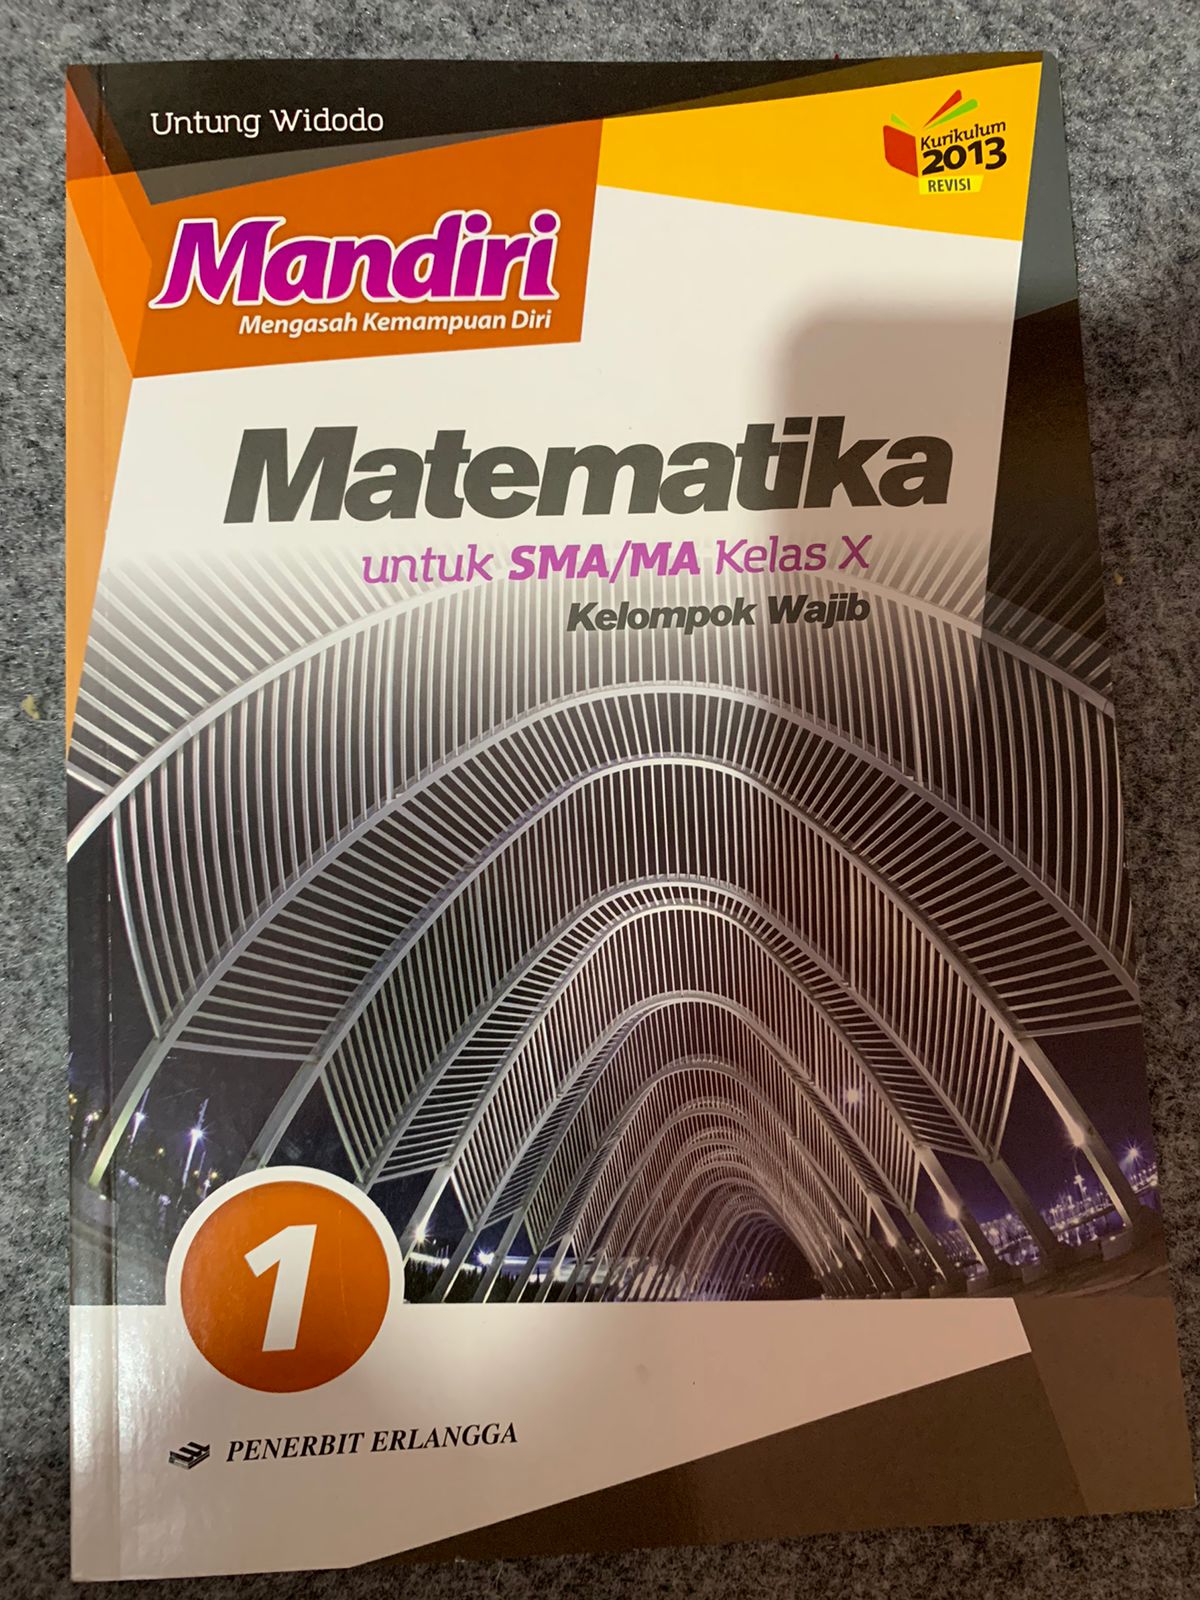 Untung Widodo
Kurikulum
2013
REVISI
Mandiri
Mengasah Kemampuan Diri
Matematika
untuk SMA/MA Kelas X
Kelompok Wajib
1
PENERBIT ERLANGGA